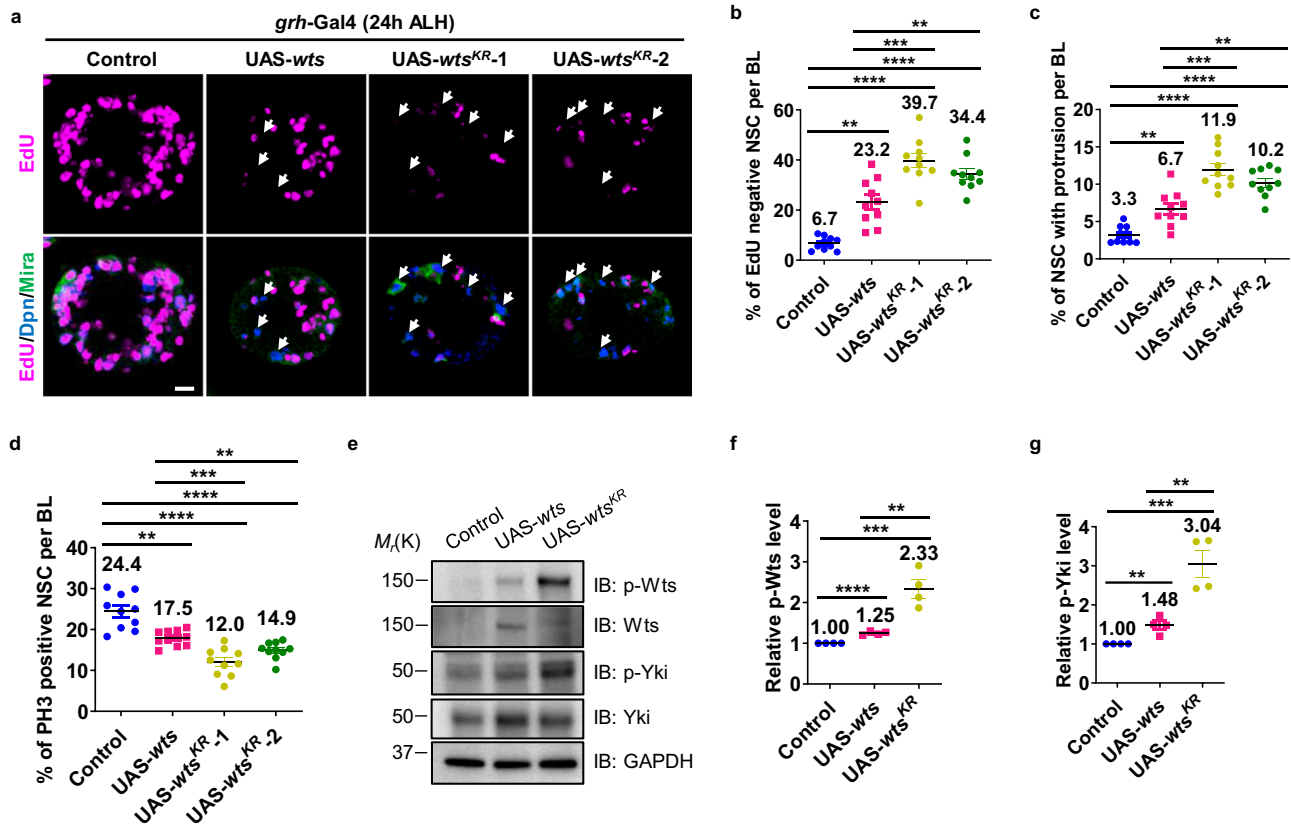 a
grh-Gal4 (24h ALH)
Control
UAS-wts
UAS-wtsKR-1
UAS-wtsKR-2
EdU
EdU/Dpn/Mira
b
% of EdU negative NSC per BL
60
40
20
0
**
***
****
****
**
6.7
23.2
39.7
34.4
Control
UAS-wts
UAS-wtsKR-1
UAS-wtsKR-2
c
% of NSC with protrusion per BL
20
15
10
5
0
**
***
****
****
**
3.3
6.7
11.9
10.2
Control
UAS-wts
UAS-wtsKR-1
UAS-wtsKR-2
d
% of PH3 positive NSC per BL
40
30
20
10
0
**
***
****
****
**
24.4
17.5
12.0
14.9
Control
UAS-wts
UAS-wtsKR-1
UAS-wtsKR-2
e
Mr(K)
Control
UAS-wts
UAS-wtsKR
150
IB: p-Wts
150
IB: Wts
50
IB: p-Yki
50
IB: Yki
37
IB: GAPDH
f
Relative p-Wts level
4
3
2
1
0
**
***
****
1.00
1.25
2.33
Control
UAS-wts
UAS-wtsKR
g
Relative p-Yki level
4
3
2
1
0
**
***
**
1.00
1.48
3.04
Control
UAS-wts
UAS-wtsKR